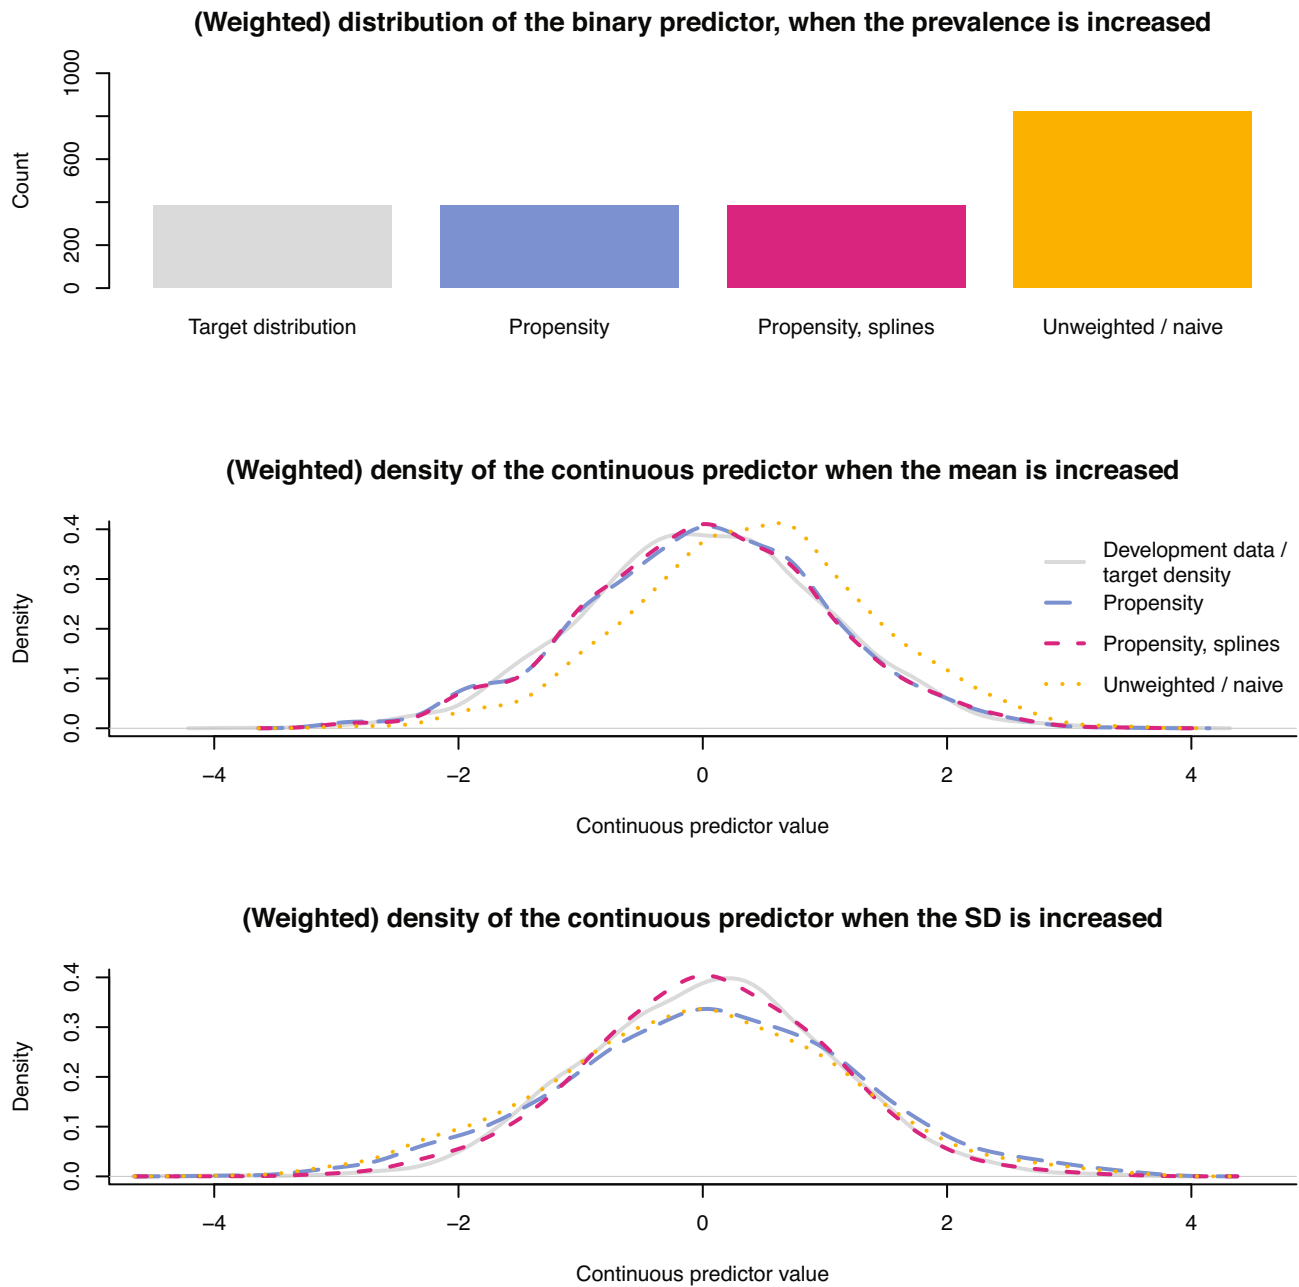 (Weighted) distribution of the binary predictor, when the prevalence is increased
Count
1000
600
200
0
Target distribution
Propensity
Propensity, splines
Unweighted / naive
(Weighted) density of the continuous predictor when the mean is increased
Density
0.4
0.3
0.2
0.1
0.0
Development data /
target density
Propensity
Propensity, splines
Unweighted / naive
−4
−2
0
2
4
Continuous predictor value
(Weighted) density of the continuous predictor when the SD is increased
Density
0.4
0.3
0.2
0.1
0.0
−4
−2
0
2
4
Continuous predictor value